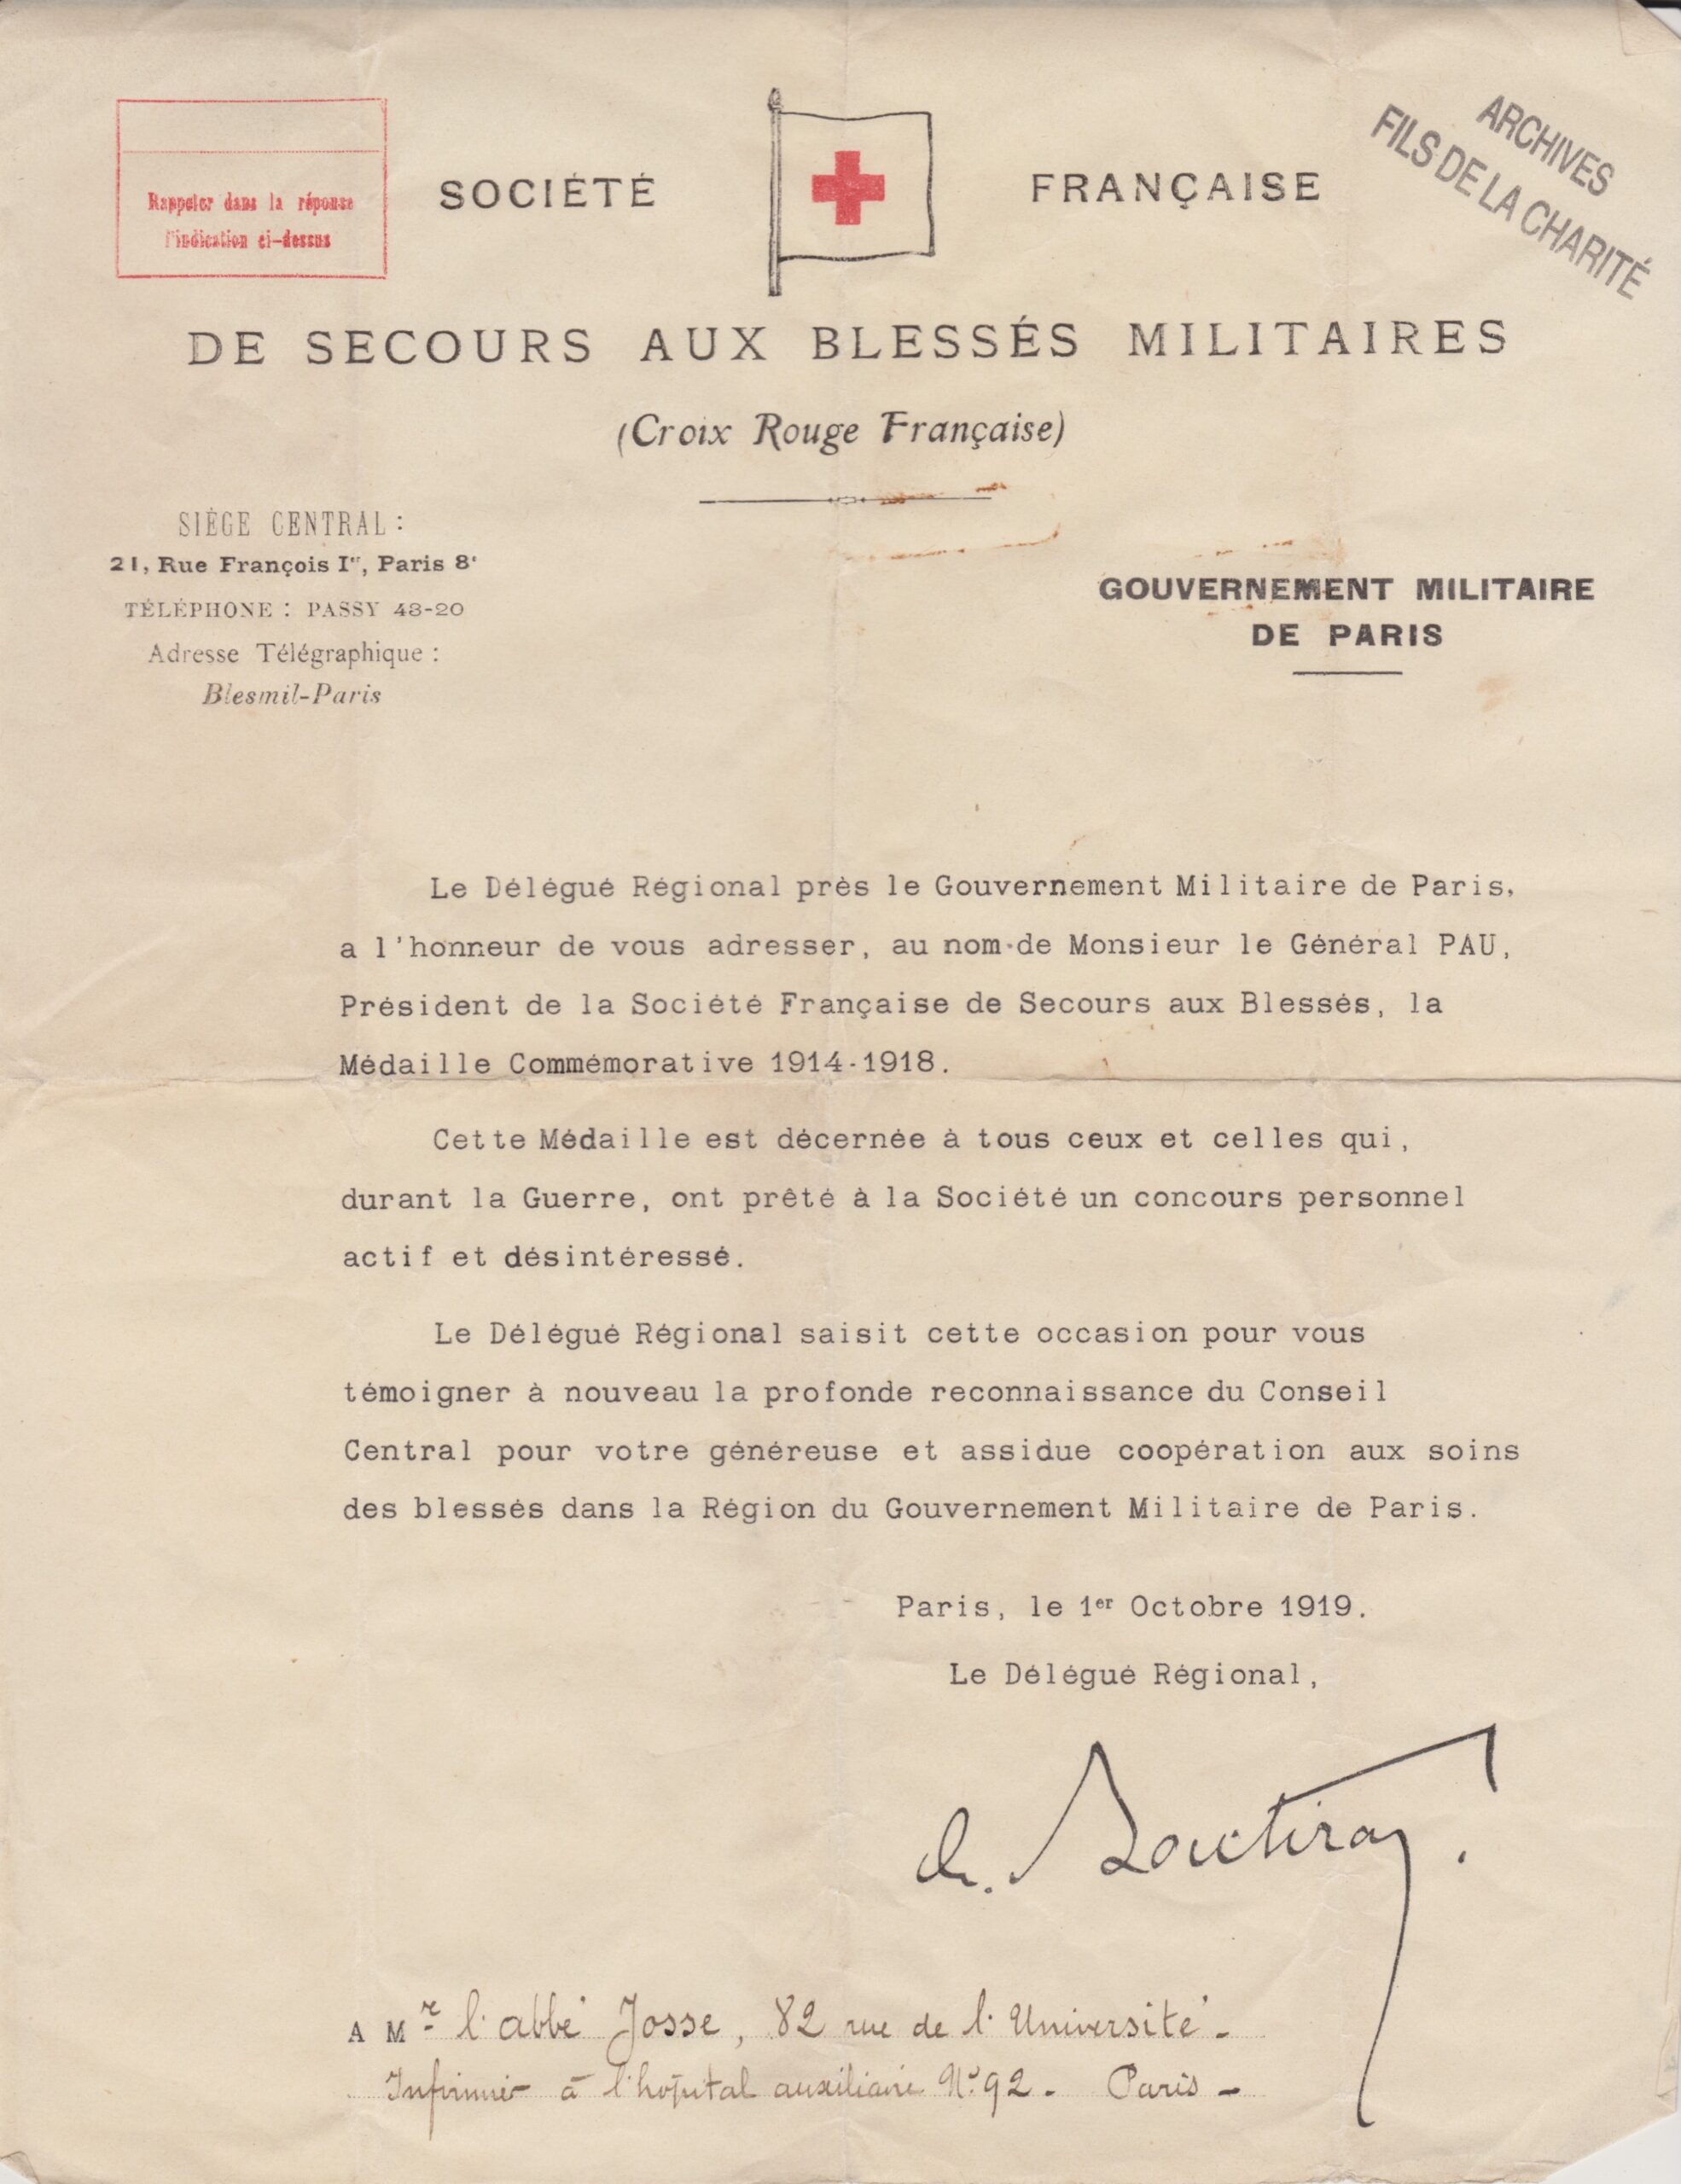 ARCHIVES
FILS DE LA CHARITÉ
Rappeler dans la réponse
l'indication ci-dessus
SOCIÉTÉ FRANÇAISE
DE SECOURS AUX BLESSÉS MILITAIRES
(Croix Rouge Française)
SIÈGE CENTRAL :
21, Rue François Ier, Paris 8e
TÉLÉPHONE : PASSY 48-20
Adresse Télégraphique :
Blesmil-Paris
GOUVERNEMENT MILITAIRE
DE PARIS
Le Délégué Régional près le Gouvernement Militaire de Paris,
a l'honneur de vous adresser, au nom de Monsieur le Général PAU,
Président de la Société Française de Secours aux Blessés, la
Médaille Commémorative 1914-1918.
Cette Médaille est décernée à tous ceux et celles qui,
durant la Guerre, ont prêté à la Société un concours personnel
actif et désintéressé.
Le Délégué Régional saisit cette occasion pour vous
témoigner à nouveau la profonde reconnaissance du Conseil
Central pour votre généreuse et assidue coopération aux soins
des blessés dans la Région du Gouvernement Militaire de Paris.
Paris, le 1er Octobre 1919.
Le Délégué Régional,
A Mr l'abbé Josse, 82 rue de l'Université -
Infirmier à l'hôpital auxiliaire N° 92 - Paris -